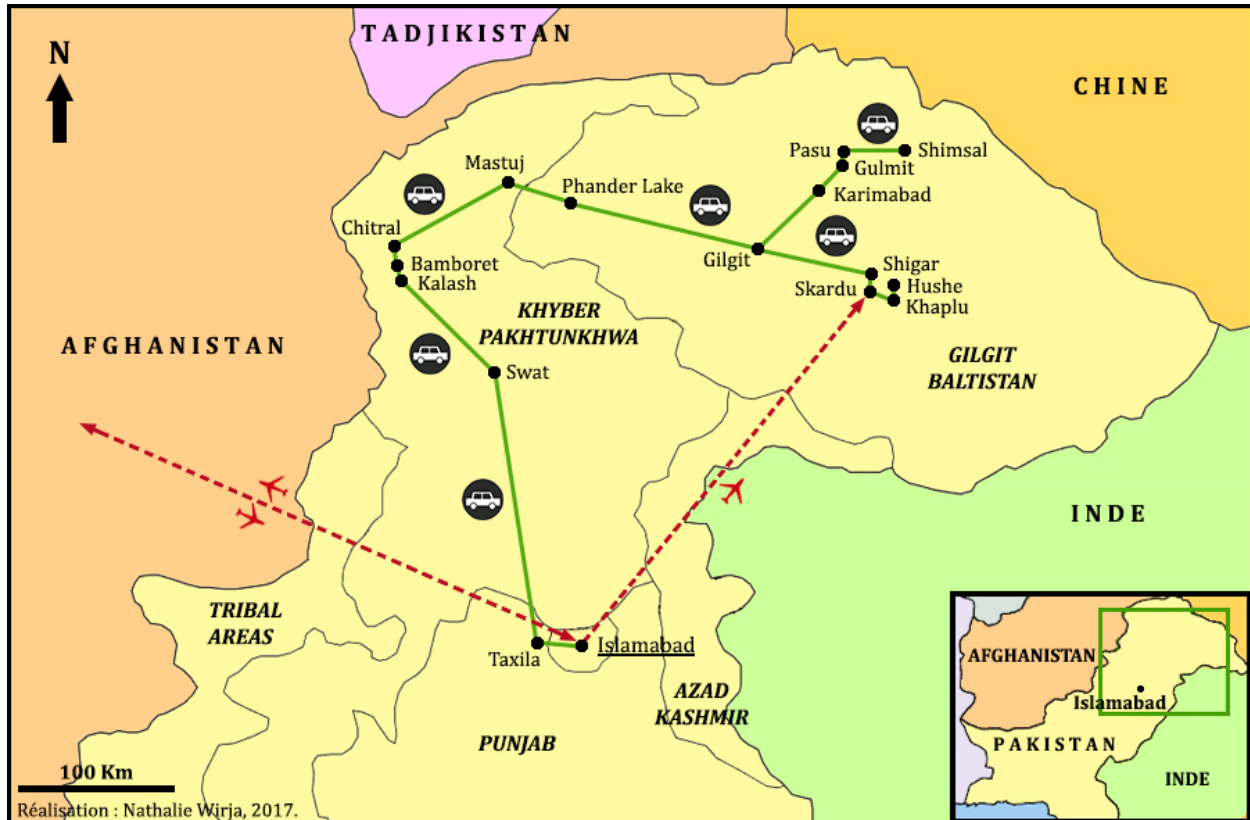 TADJIKISTAN
N
CHINE
Pasu
Shimsal
Gulmit
Mastuj
Phander Lake
Karimabad
Chitral
Gilgit
Bamboret
Shigar
Kalash
Skardu
Hushe
Khaplu
KHYBER
PAKHTUNKHWA
AFGHANISTAN
GILGIT
BALTISTAN
Swat
INDE
TRIBAL
AREAS
Taxila
Islamabad
AZAD
KASHMIR
PUNJAB
100 Km
Réalisation : Nathalie Wirja, 2017.
AFGHANISTAN
Islamabad
PAKISTAN
INDE